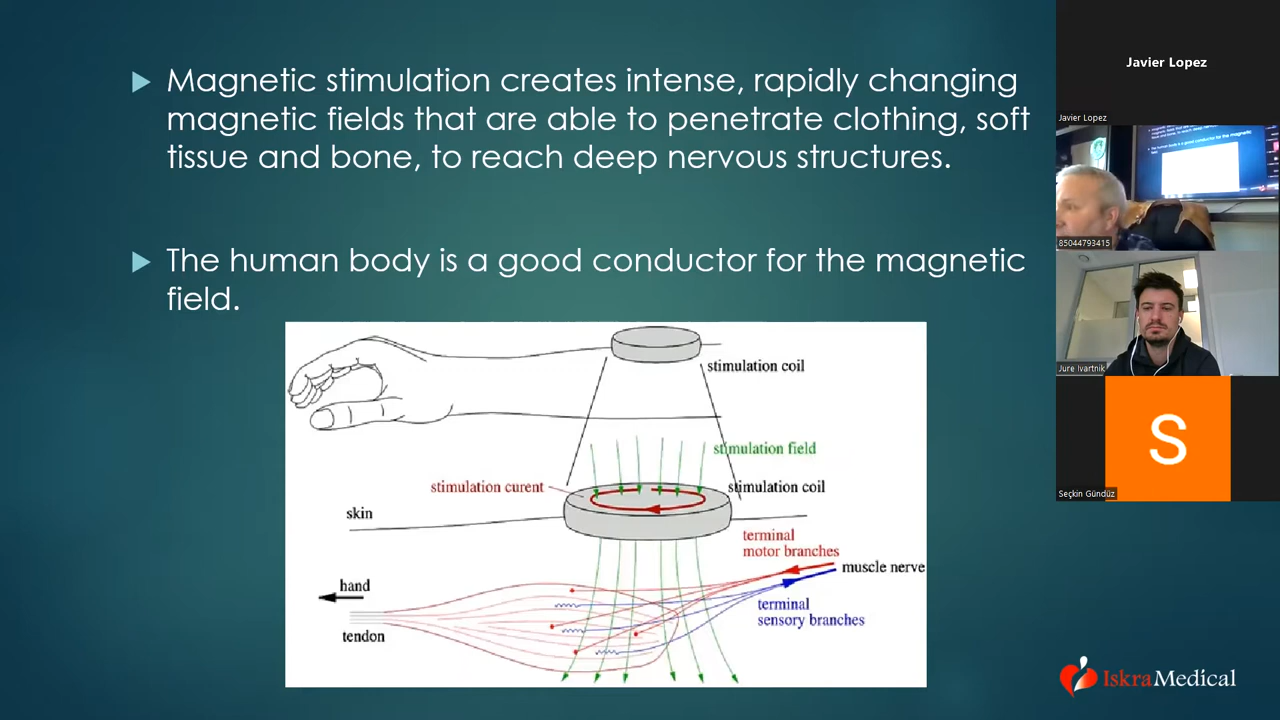 Magnetic stimulation creates intense, rapidly changing
magnetic fields that are able to penetrate clothing, soft
tissue and bone, to reach deep nervous structures.
The human body is a good conductor for the magnetic
field.
stimulation coil
stimulation field
stimulation curent
stimulation coil
skin
terminal
motor branches
muscle nerve
hand
terminal
sensory branches
tendon
IskraMedical
Javier Lopez
Javier Lopez
85044793415
Jure Ivartnik
S
Seçkin Gündüz